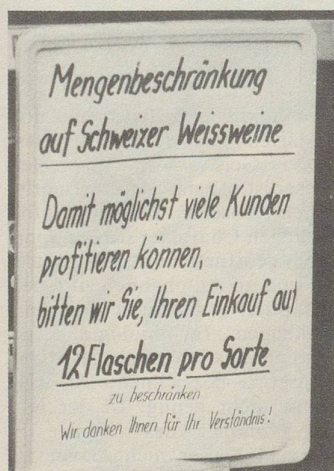 Mengenbeschränkung
auf Schweizer Weissweine
Damit möglichst viele Kunden
profitieren können,
bitten wir Sie, Ihren Einkauf auf
12 Flaschen pro Sorte
zu beschränken
Wir danken Ihnen für Ihr Verständnis!